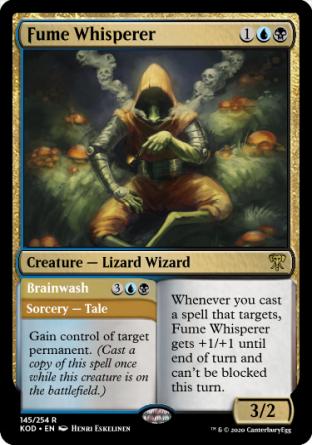 Fume Whisperer 1
Creature — Lizard Wizard
Brainwash 3
Sorcery — Tale
Gain control of target
permanent. (Cast a
copy of this spell once
while this creature is on
the battlefield.)
Whenever you cast
a spell that targets,
Fume Whisperer
gets +1/+1 until
end of turn and
can't be blocked
this turn.
3/2
145/254 R
KOD • EN Henri Eskelinen
™ & © 2020 CanterburyEgg